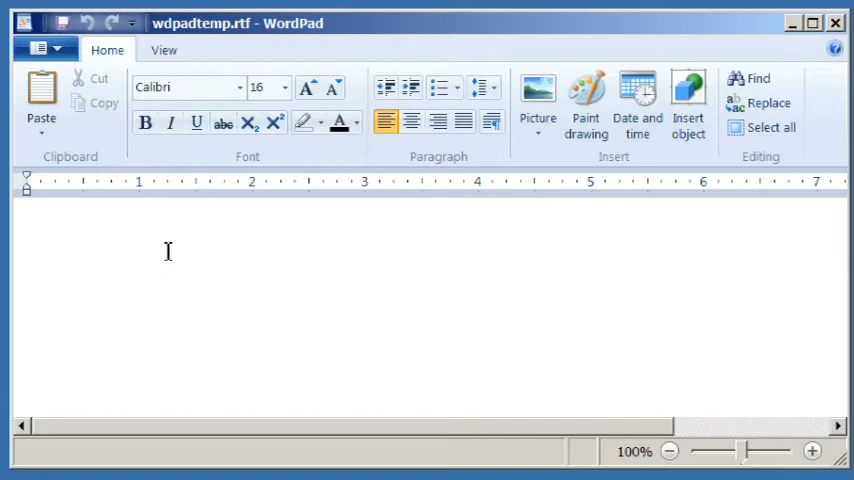 wdpadtemp.rtf - WordPad
Home View
Paste
Cut
Copy
Clipboard
Calibri 16
B I U abc X₂ X² A
Font
Paragraph
Picture
Paint drawing
Date and time
Insert object
Insert
Find
Replace
Select all
Editing
1 2 3 4 5 6 7
100%